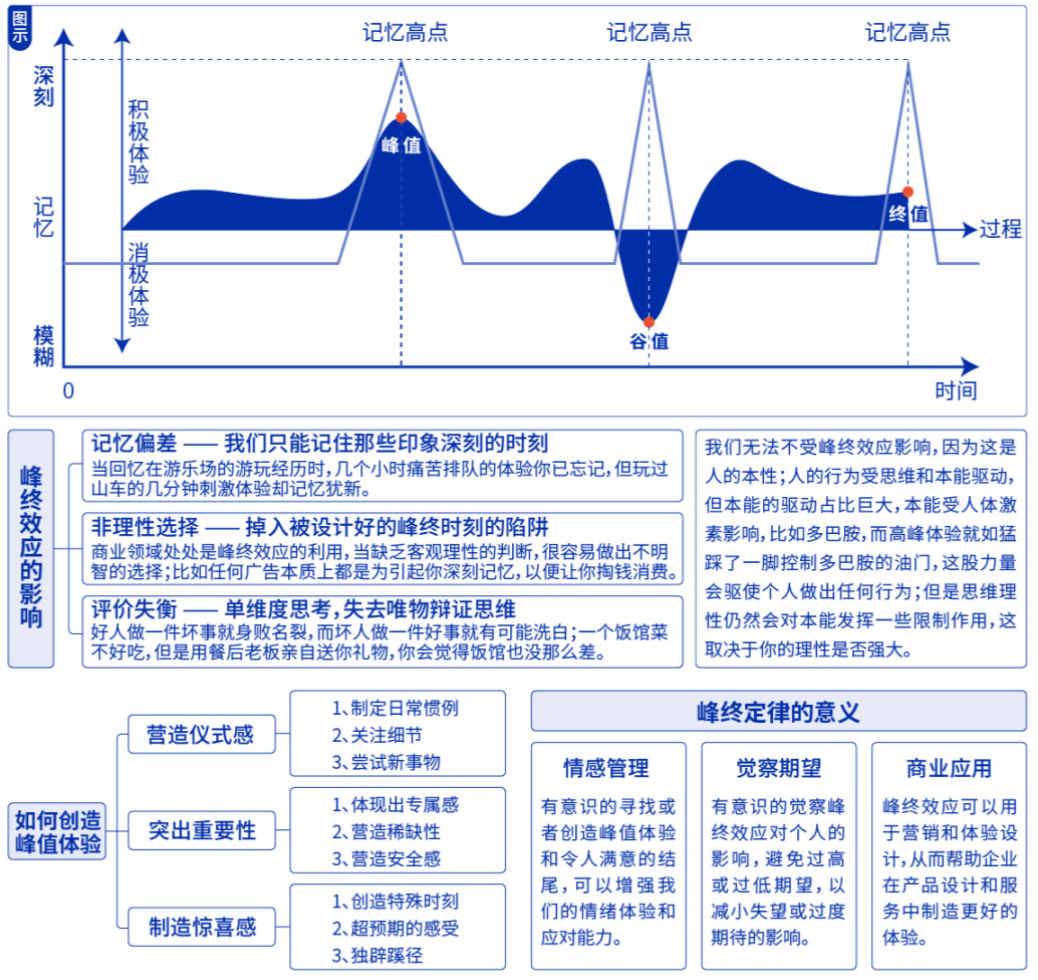 图示
记忆高点
记忆高点
记忆高点
深刻
积极体验
峰值
记忆
终值
过程
消极体验
模糊
谷值
0
时间
峰终效应的影响
记忆偏差 —— 我们只能记住那些印象深刻的时刻
当回忆在游乐场的游玩经历时，几个小时痛苦排队的体验你已忘记，但玩过
山车的几分钟刺激体验却记忆犹新。
非理性选择 —— 掉入被设计好的峰终时刻的陷阱
商业领域处处是峰终效应的利用，当缺乏客观理性的判断，很容易做出不明
智的选择；比如任何广告本质上都是为引起你深刻记忆，以便让你掏钱消费。
评价失衡 —— 单维度思考，失去唯物辩证思维
好人做一件坏事就身败名裂，而坏人做一件好事就有可能洗白；一个饭馆菜
不好吃，但是用餐后老板亲自送你礼物，你会觉得饭馆也没那么差。
我们无法不受峰终效应影响，因为这是
人的本性；人的行为受思维和本能驱动，
但本能的驱动占比巨大，本能受人体激
素影响，比如多巴胺，而高峰体验就如猛
踩了一脚控制多巴胺的油门，这股力量
会驱使个人做出任何行为；但是思维理
性仍然会对本能发挥一些限制作用，这
取决于你的理性是否强大。
如何创造
峰值体验
营造仪式感
1、制定日常惯例
2、关注细节
3、尝试新事物
突出重要性
1、体现出专属感
2、营造稀缺性
3、营造安全感
制造惊喜感
1、创造特殊时刻
2、超预期的感受
3、独辟蹊径
峰终定律的意义
情感管理
有意识的寻找或
者创造峰值体验
和令人满意的结
尾，可以增强我
们的情绪体验和
应对能力。
觉察期望
有意识的觉察峰
终效应对个人的
影响，避免过高
或过低期望，以
减小失望或过度
期待的影响。
商业应用
峰终效应可以用
于营销和体验设
计，从而帮助企业
在产品设计和服
务中制造更好的
体验。